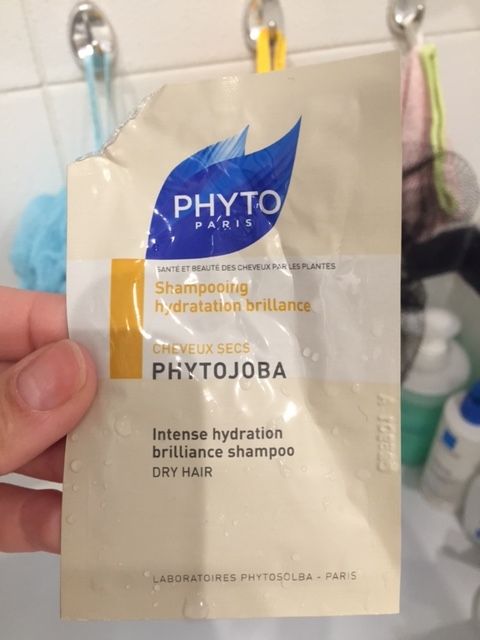 PHYTO
PARIS
SANTÉ ET BEAUTÉ DES CHEVEUX PAR LES PLANTES
Shampooing
hydratation brillance
CHEVEUX SECS
PHYTOJOBA
Intense hydration
brilliance shampoo
DRY HAIR
LABORATOIRES PHYTOSOLBA - PARIS